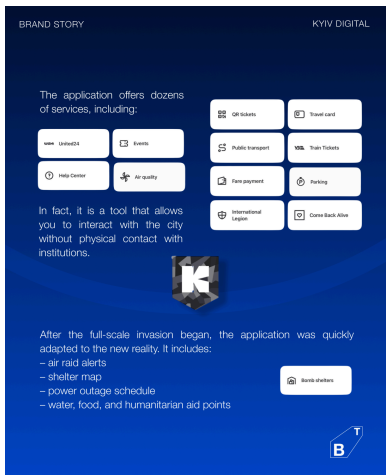 BRAND STORY
KYIV DIGITAL
The application offers dozens
of services, including:
United24
Events
Help Center
Air quality
QR tickets
Travel card
Public transport
Train Tickets
Fare payment
Parking
International
Legion
Come Back Alive
In fact, it is a tool that allows
you to interact with the city
without physical contact with
institutions.
K
After the full-scale invasion began, the application was quickly
adapted to the new reality. It includes:
– air raid alerts
– shelter map
– power outage schedule
– water, food, and humanitarian aid points
Bomb shelters
B T